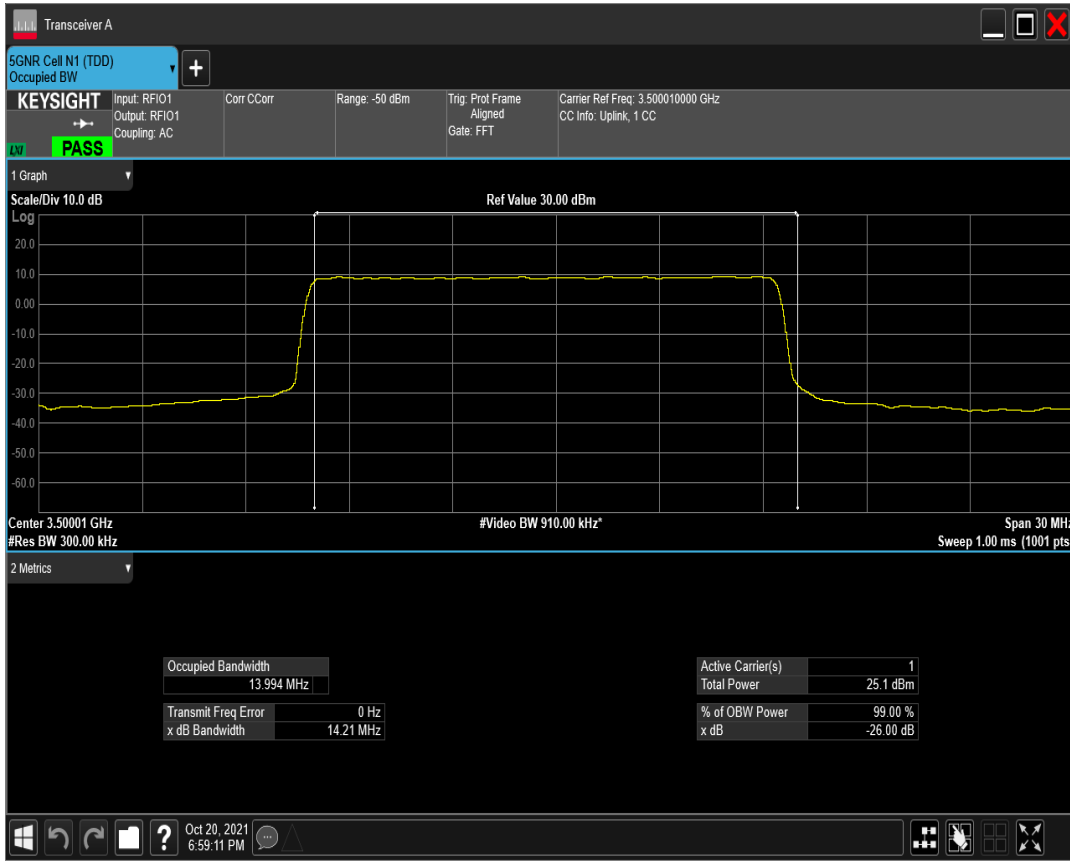 Transceiver A
5GNR Cell N1 (TDD)
Occupied BW
+
KEYSIGHT
LXI
PASS
Input: RFIO1
Output: RFIO1
Coupling: AC
Corr CCorr
Range: -50 dBm
Trig: Prot Frame
Aligned
Gate: FFT
Carrier Ref Freq: 3.500010000 GHz
CC Info: Uplink, 1 CC
1 Graph
Scale/Div 10.0 dB
Ref Value 30.00 dBm
Log
20.0
10.0
0.00
-10.0
-20.0
-30.0
-40.0
-50.0
-60.0
Center 3.50001 GHz
#Video BW 910.00 kHz*
Span 30 MHz
#Res BW 300.00 kHz
Sweep 1.00 ms (1001 pts
2 Metrics
Occupied Bandwidth
13.994 MHz
Transmit Freq Error 0 Hz
x dB Bandwidth 14.21 MHz
Active Carrier(s) 1
Total Power 25.1 dBm
% of OBW Power 99.00 %
x dB -26.00 dB
?
Oct 20, 2021
6:59:11 PM